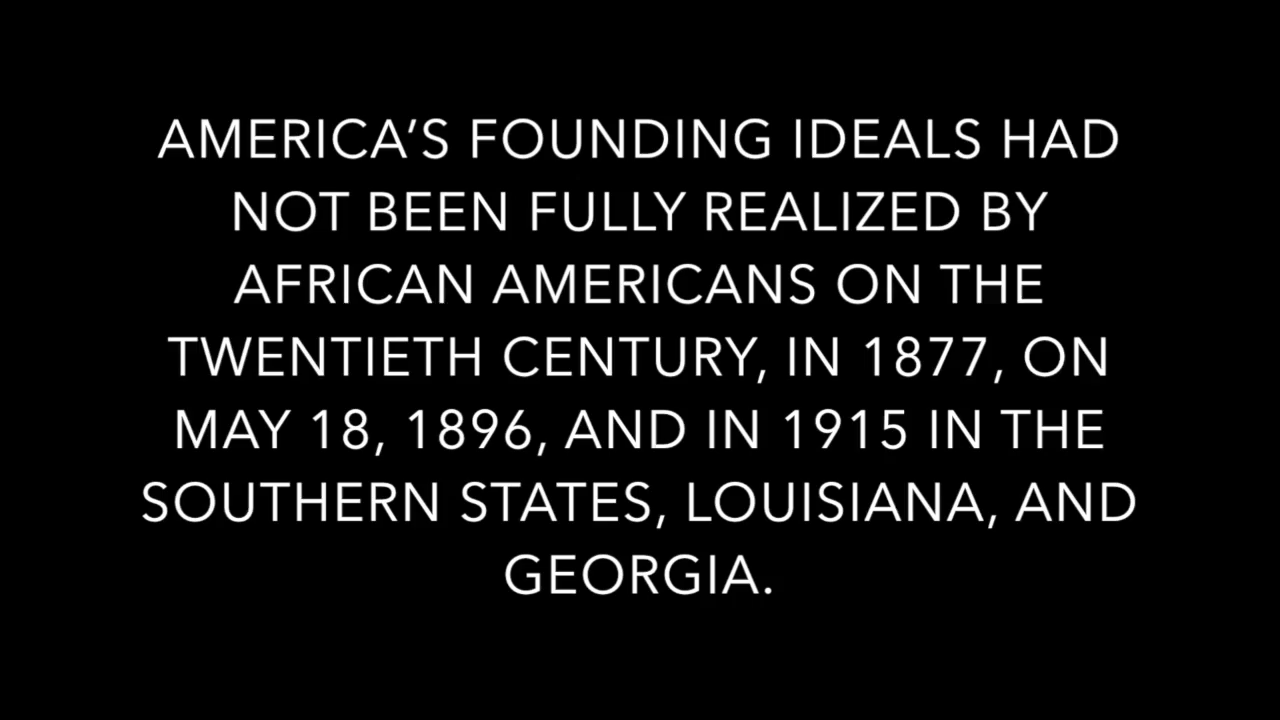 AMERICA’S FOUNDING IDEALS HAD
NOT BEEN FULLY REALIZED BY
AFRICAN AMERICANS ON THE
TWENTIETH CENTURY, IN 1877, ON
MAY 18, 1896, AND IN 1915 IN THE
SOUTHERN STATES, LOUISIANA, AND
GEORGIA.